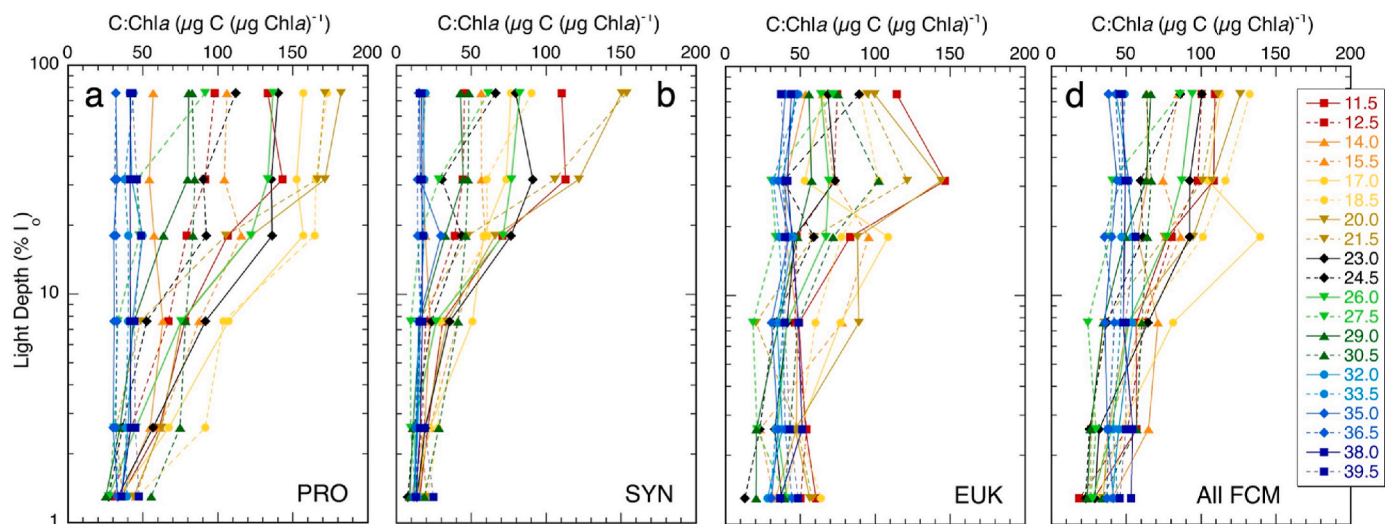 C:Chla (µg C (µg Chla)⁻¹
C:Chla (µg C (µg Chla)⁻¹
C:Chla (µg C (µg Chla)⁻¹
C:Chla (µg C (µg Chla)⁻¹
0 50 100 150 200
0 50 100 150 200
0 50 100 150 200
0 50 100 150 200
100
10
1
Light Depth (% Iₒ)
a
b
d
PRO
SYN
EUK
All FCM
11.5
12.5
14.0
15.5
17.0
18.5
20.0
21.5
23.0
24.5
26.0
27.5
29.0
30.5
32.0
33.5
35.0
36.5
38.0
39.5